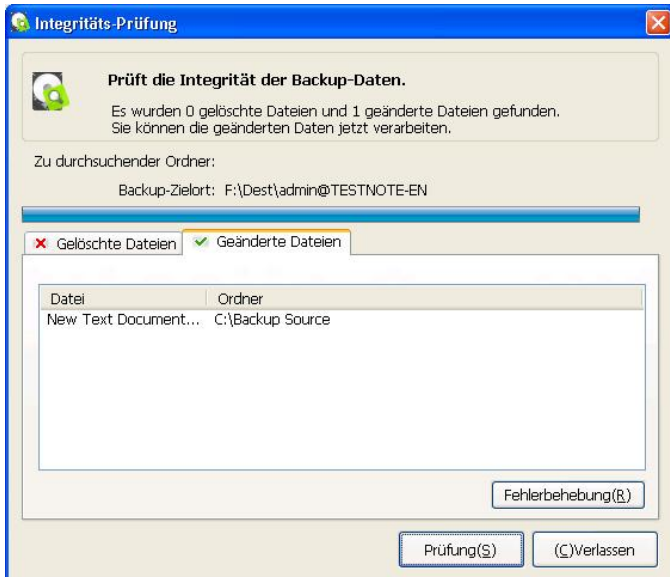 Integritäts-Prüfung
Prüft die Integrität der Backup-Daten.
Es wurden 0 gelöschte Dateien und 1 geänderte Dateien gefunden.
Sie können die geänderten Daten jetzt verarbeiten.
Zu durchsuchender Ordner:
Backup-Zielort: F:\Dest\admin@TESTNOTE-EN
Gelöschte Dateien Geänderte Dateien
Datei Ordner
New Text Document... C:\Backup Source
Fehlerbehebung(R)
Prüfung(S) (C)Verlassen